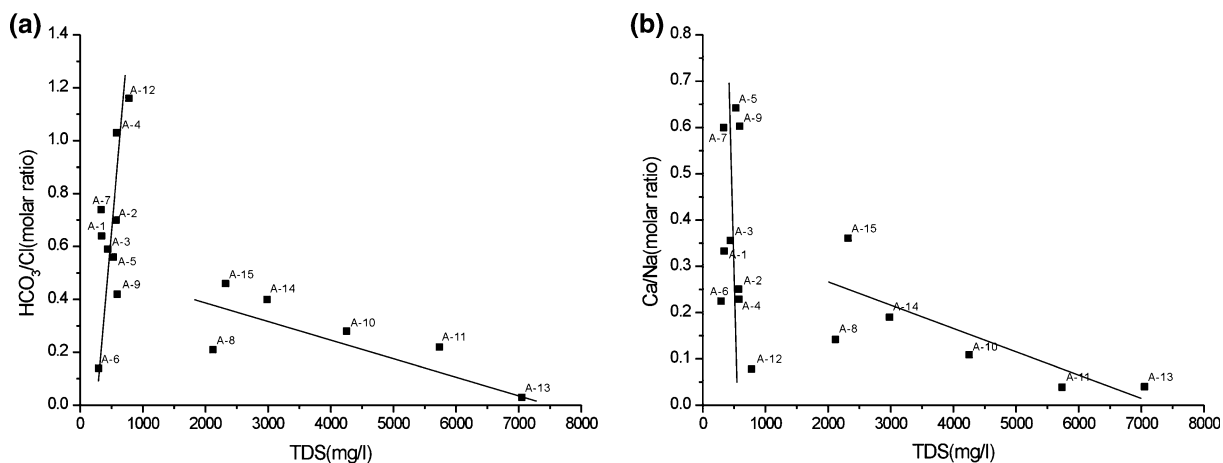 (a)
HCO3/Cl(molar ratio)
1.4
1.2
1.0
0.8
0.6
0.4
0.2
0.0
A-12
A-4
A-7
A-2
A-1
A-3
A-5
A-9
A-6
A-15
A-14
A-8
A-10
A-11
A-13
0 1000 2000 3000 4000 5000 6000 7000 8000
TDS(mg/l)
(b)
Ca/Na(molar ratio)
0.8
0.7
0.6
0.5
0.4
0.3
0.2
0.1
0.0
A-5
A-9
A-7
A-3
A-1
A-2
A-6
A-4
A-12
A-15
A-8
A-14
A-10
A-11
A-13
0 1000 2000 3000 4000 5000 6000 7000 8000
TDS(mg/l)